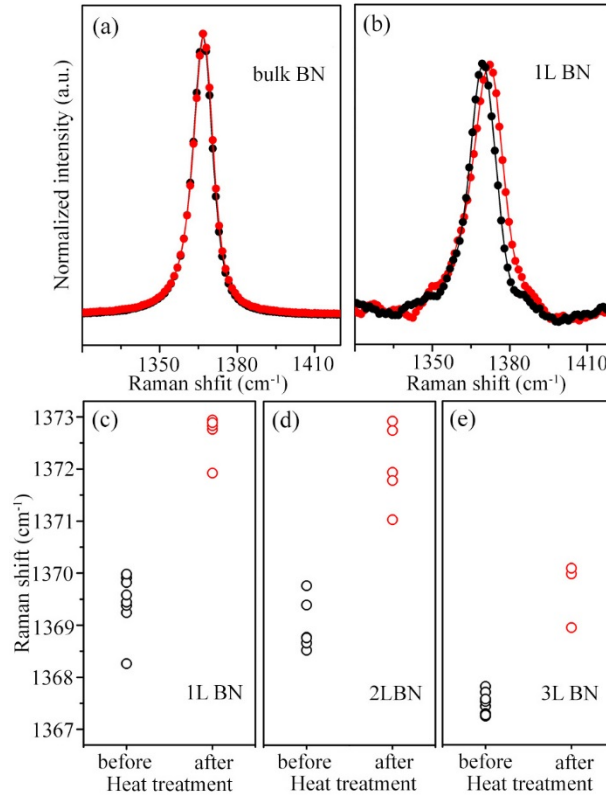 (a)
bulk BN
(b)
1L BN
Normalized intensity (a.u.)
1350 1380 1410
Raman shfit (cm⁻¹)
1350 1380 1410
Raman shift (cm⁻¹)
Raman shift (cm⁻¹)
1373
1372
1371
1370
1369
1368
1367
(c)
1L BN
(d)
2LBN
(e)
3L BN
before after
Heat treatment
before after
Heat treatment
before after
Heat treatment